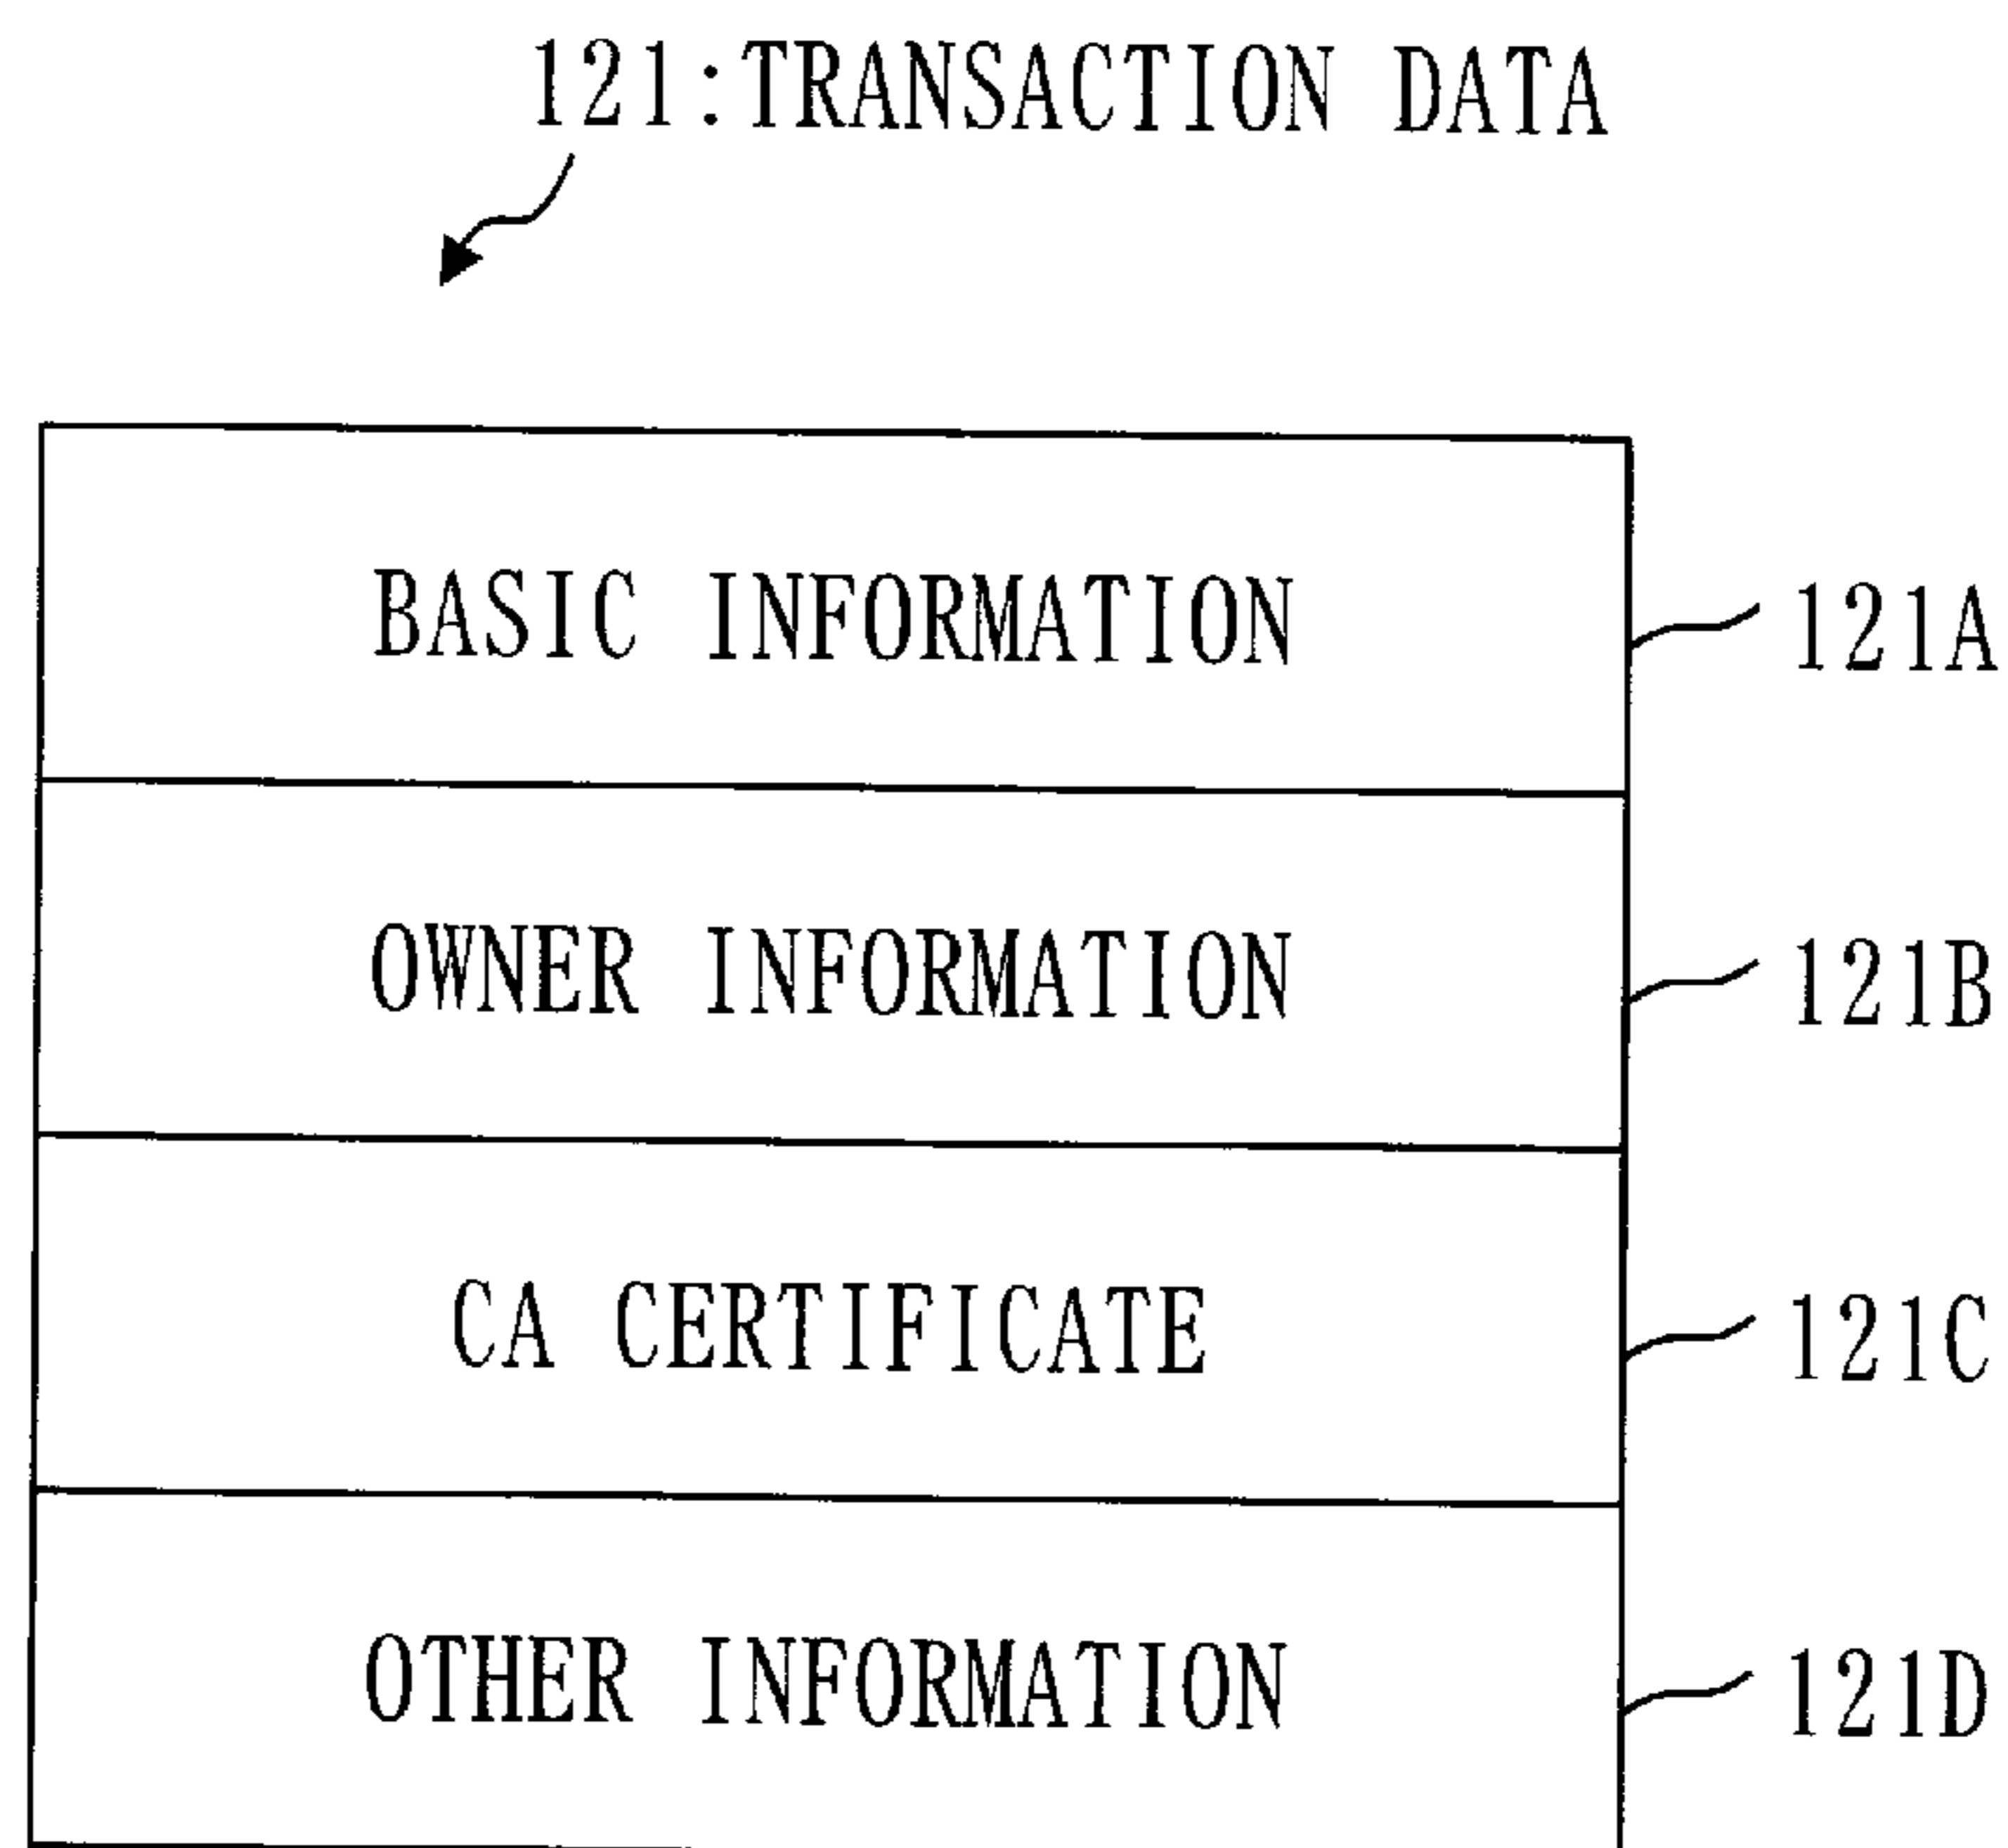 121:TRANSACTION DATA
BASIC INFORMATION 121A
OWNER INFORMATION 121B
CA CERTIFICATE 121C
OTHER INFORMATION 121D